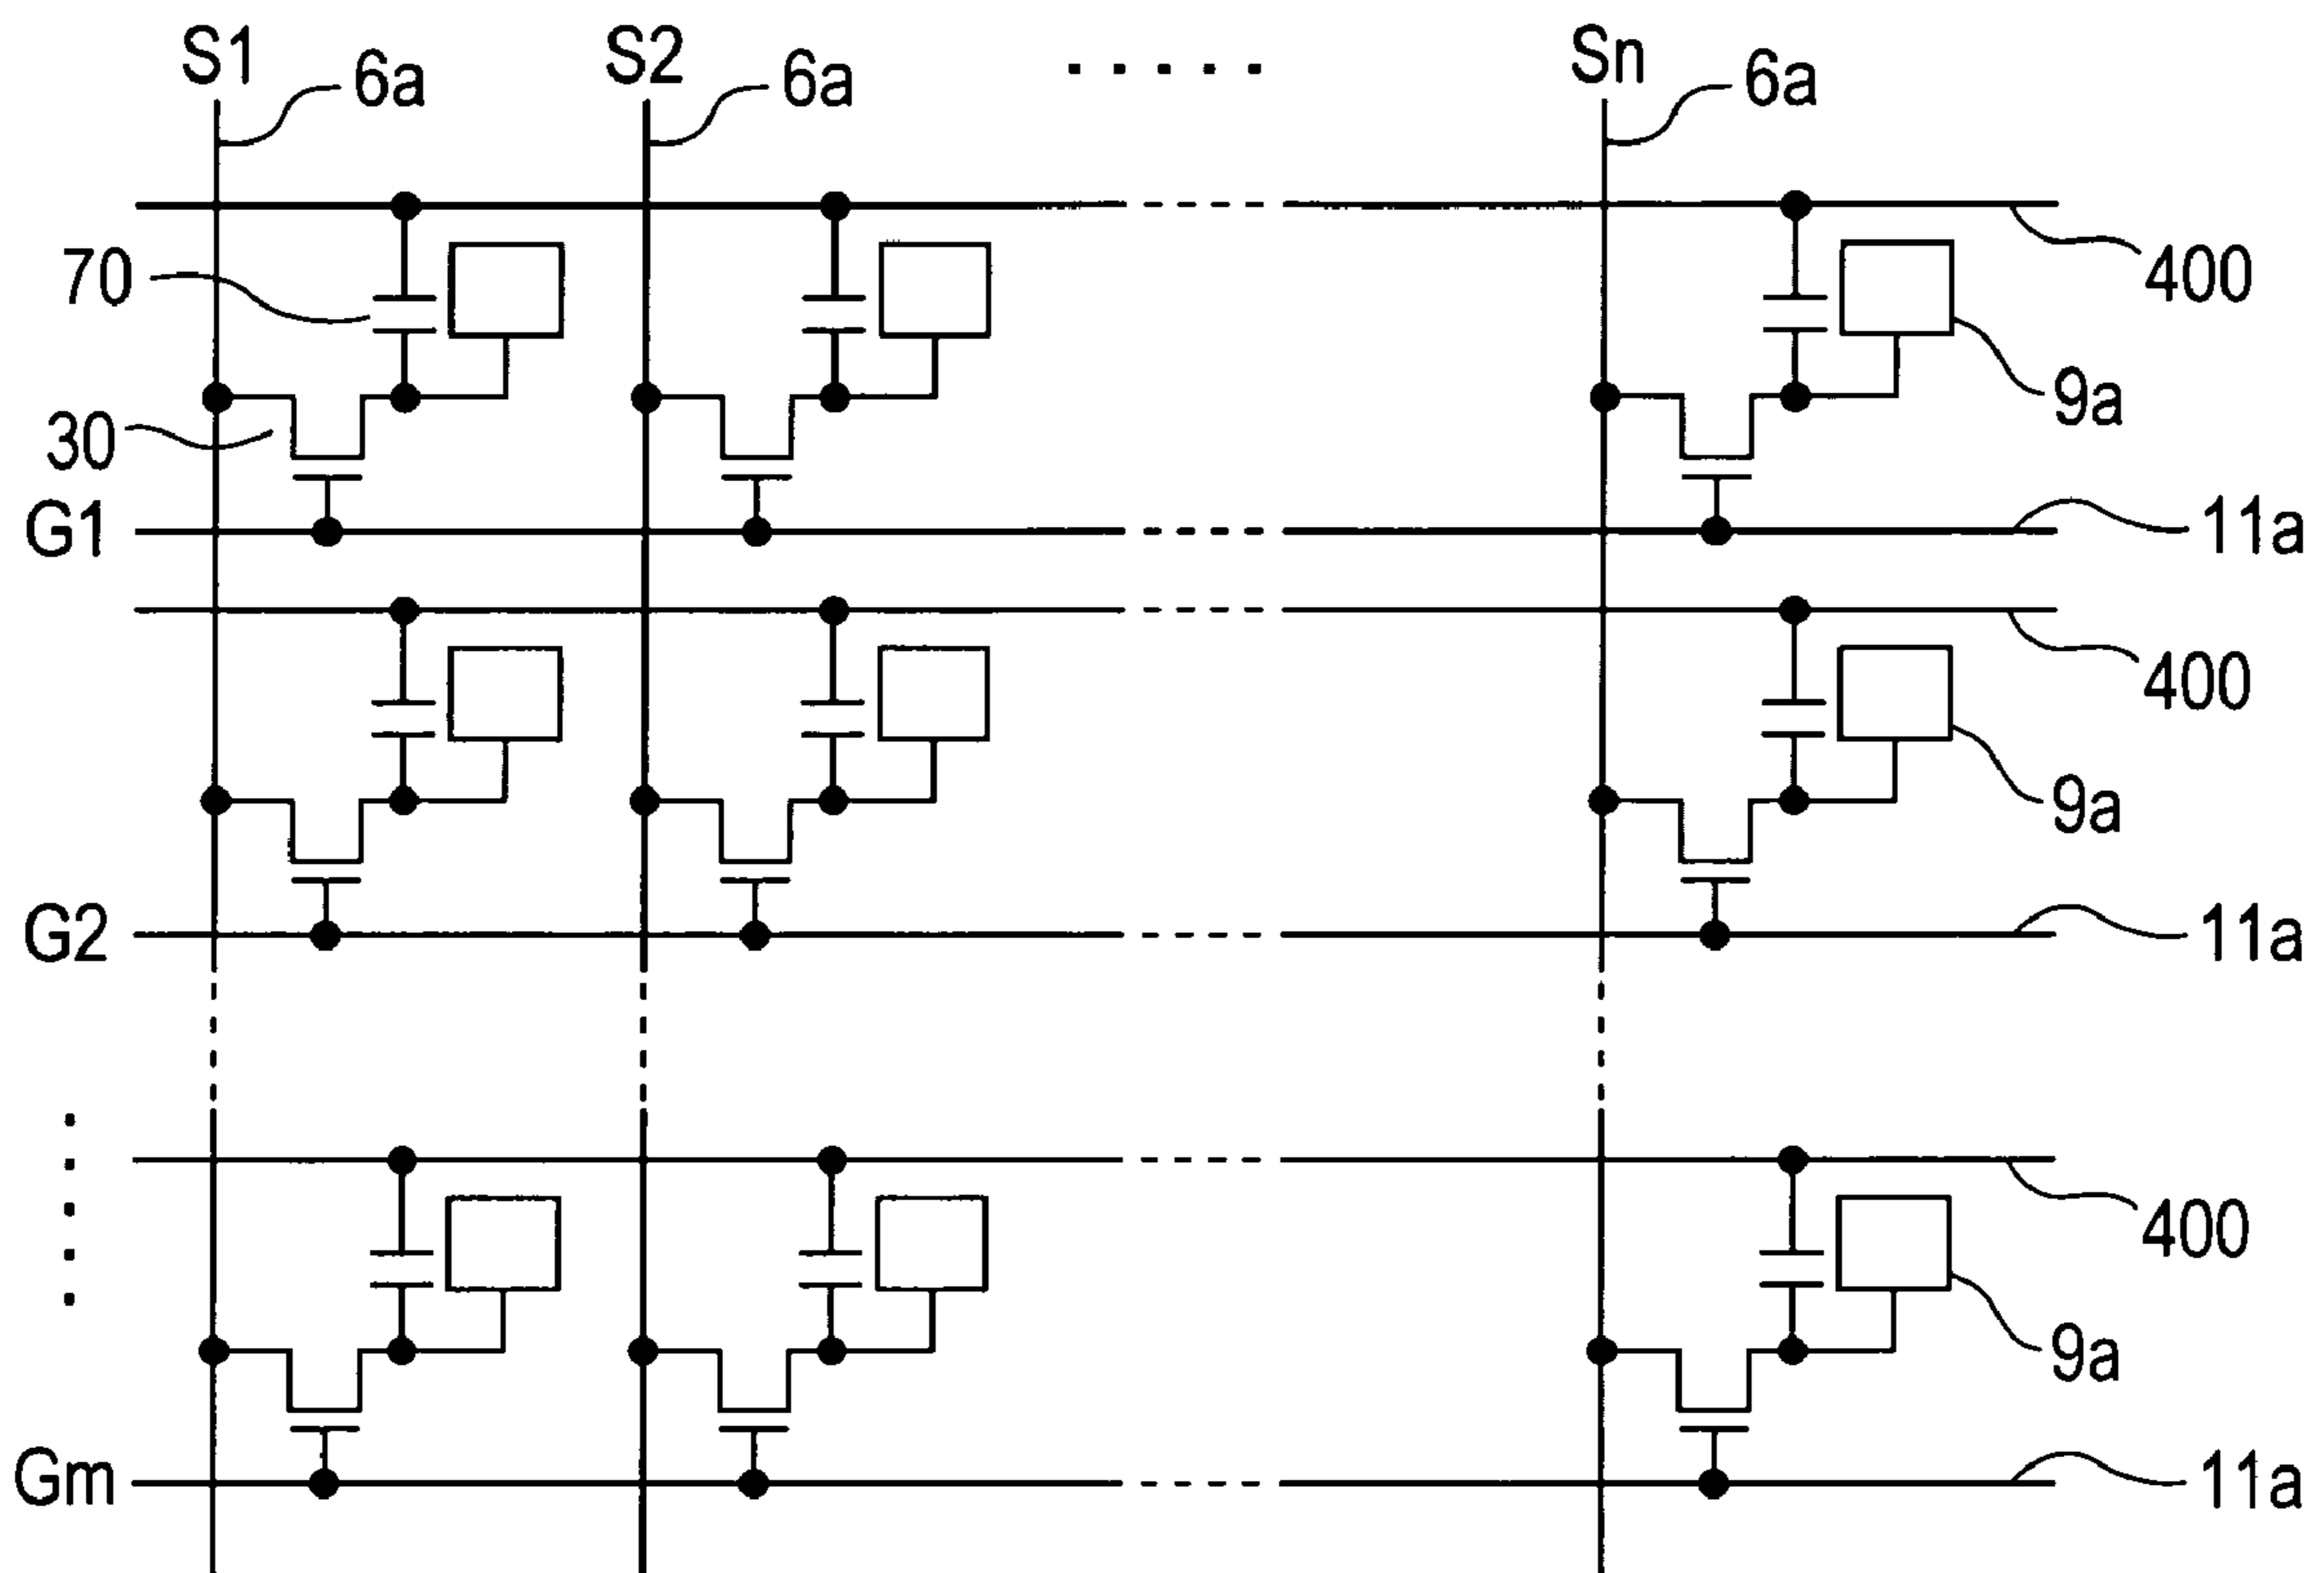 S1 6a S2 6a ..... Sn 6a
70 400
30 9a
G1 11a
400
9a
G2 11a
400
9a
Gm 11a